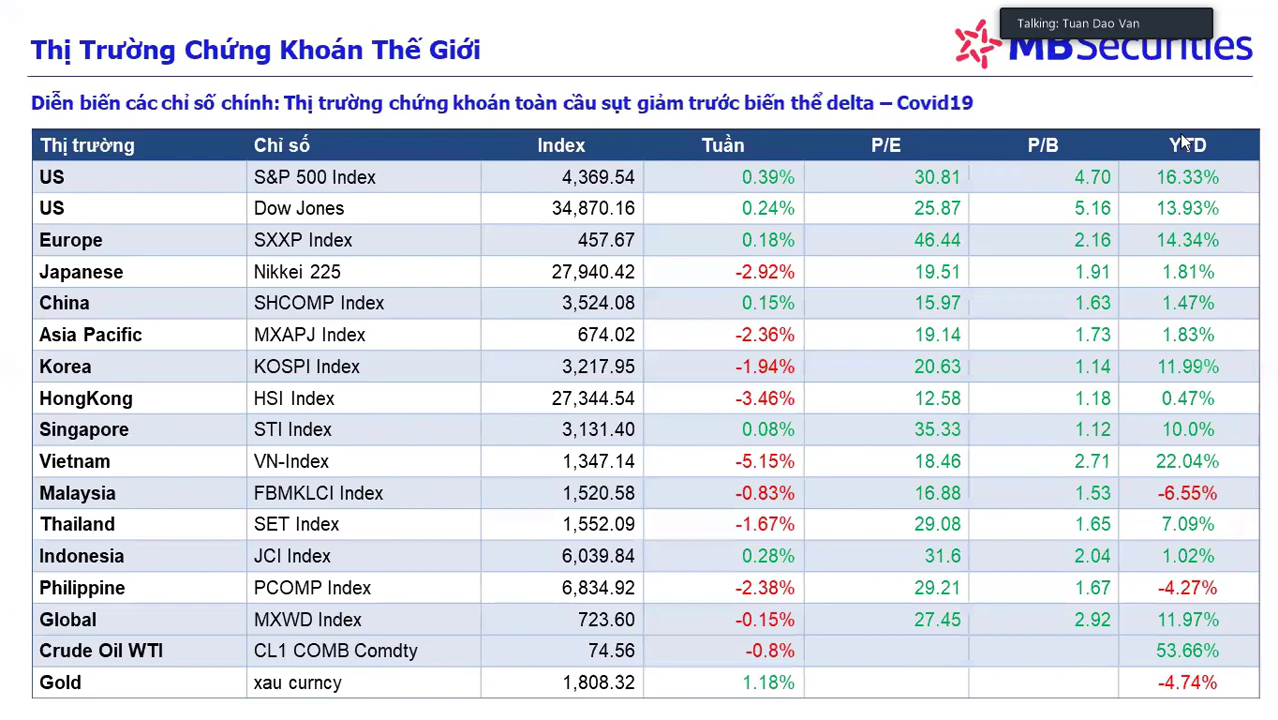 Talking: Tuan Dao Van
Thị Trường Chứng Khoán Thế Giới
MBSecurities
Diễn biến các chỉ số chính: Thị trường chứng khoán toàn cầu sụt giảm trước biến thể delta – Covid19
Thị trường Chỉ số Index Tuần P/E P/B YTD
US S&P 500 Index 4,369.54 0.39% 30.81 4.70 16.33%
US Dow Jones 34,870.16 0.24% 25.87 5.16 13.93%
Europe SXXP Index 457.67 0.18% 46.44 2.16 14.34%
Japanese Nikkei 225 27,940.42 -2.92% 19.51 1.91 1.81%
China SHCOMP Index 3,524.08 0.15% 15.97 1.63 1.47%
Asia Pacific MXAPJ Index 674.02 -2.36% 19.14 1.73 1.83%
Korea KOSPI Index 3,217.95 -1.94% 20.63 1.14 11.99%
HongKong HSI Index 27,344.54 -3.46% 12.58 1.18 0.47%
Singapore STI Index 3,131.40 0.08% 35.33 1.12 10.0%
Vietnam VN-Index 1,347.14 -5.15% 18.46 2.71 22.04%
Malaysia FBMKLCI Index 1,520.58 -0.83% 16.88 1.53 -6.55%
Thailand SET Index 1,552.09 -1.67% 29.08 1.65 7.09%
Indonesia JCI Index 6,039.84 0.28% 31.6 2.04 1.02%
Philippine PCOMP Index 6,834.92 -2.38% 29.21 1.67 -4.27%
Global MXWD Index 723.60 -0.15% 27.45 2.92 11.97%
Crude Oil WTI CL1 COMB Comdty 74.56 -0.8% 53.66%
Gold xau curncy 1,808.32 1.18% -4.74%